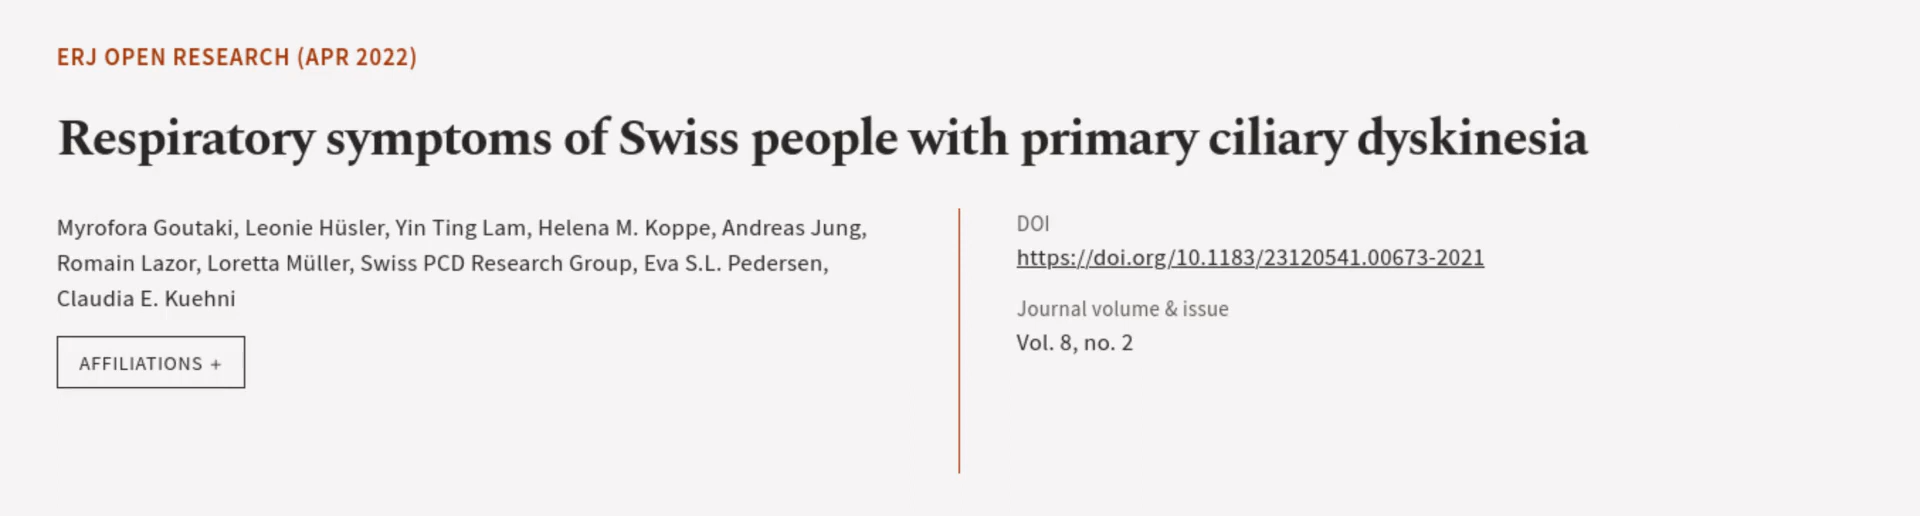 ERJ OPEN RESEARCH (APR 2022)
Respiratory symptoms of Swiss people with primary ciliary dyskinesia
Myrofora Goutaki, Leonie Hüsler, Yin Ting Lam, Helena M. Koppe, Andreas Jung,
Romain Lazor, Loretta Müller, Swiss PCD Research Group, Eva S.L. Pedersen,
Claudia E. Kuehni
AFFILIATIONS +
DOI
https://doi.org/10.1183/23120541.00673-2021
Journal volume & issue
Vol. 8, no. 2